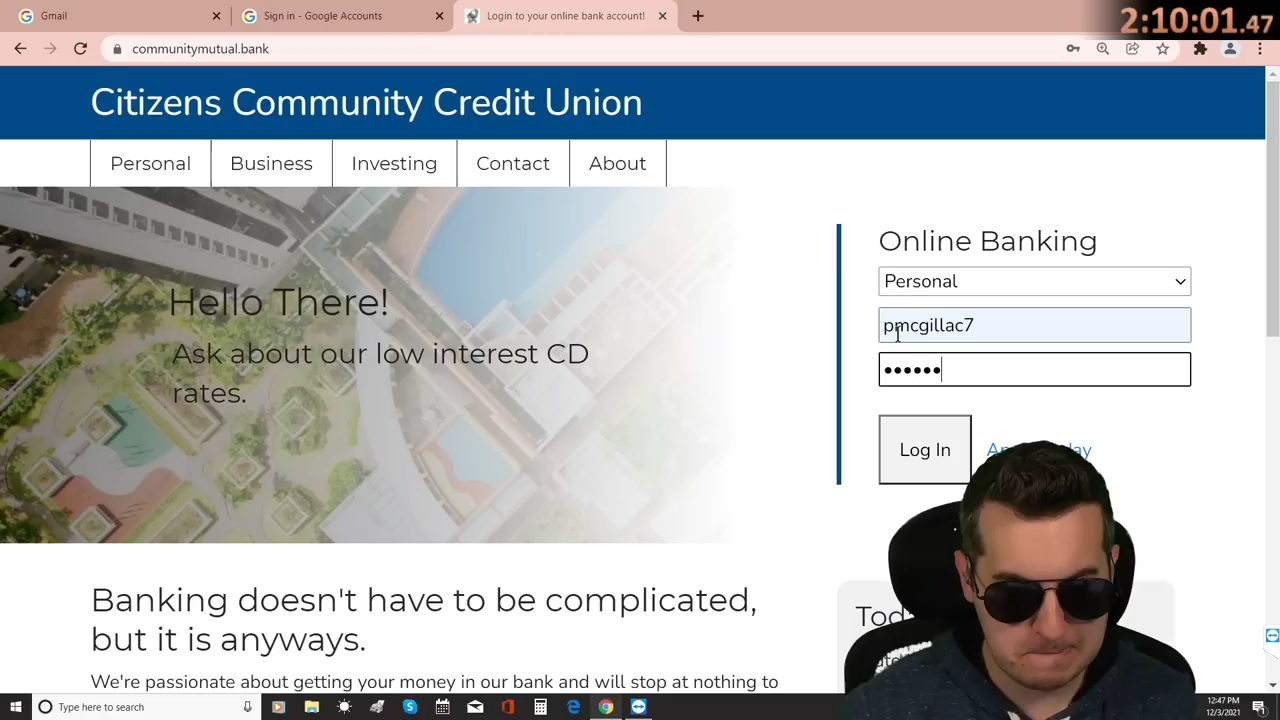 2:10:01.47
Gmail
Sign in - Google Accounts
Login to your online bank account!
communitymutual.bank
Citizens Community Credit Union
Personal
Business
Investing
Contact
About
Hello There!
Ask about our low interest CD
rates.
Online Banking
Personal
pmcgillac7
••••••
Log In
Banking doesn't have to be complicated,
but it is anyways.
We're passionate about getting your money in our bank and will stop at nothing to
Type here to search
12:47 PM
12/3/2021